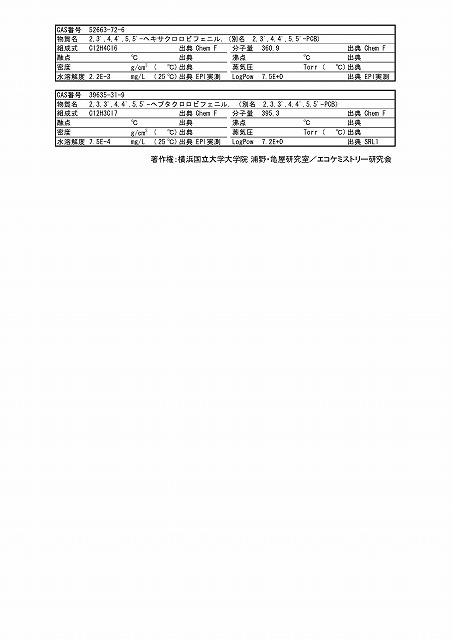 CAS番号 52663-72-6
物質名 2,3',4,4',5,5'-ヘキサクロロビフェニル, (別名 2,3',4,4',5,5'-PCB)
組成式 C12H4Cl6 出典 Chem F 分子量 360.9 出典 Chem F
融点 ℃ 出典 沸点 ℃ 出典
密度 g/cm3 ( ℃) 出典 蒸気圧 Torr ( ℃) 出典
水溶解度 2.2E-3 mg/L (25℃) 出典 EPI実測 LogPow 7.5E+0 出典 EPI実測
CAS番号 39635-31-9
物質名 2,3,3',4,4',5,5'-ヘプタクロロビフェニル, (別名 2,3,3',4,4',5,5'-PCB)
組成式 C12H3Cl7 出典 Chem F 分子量 395.3 出典 Chem F
融点 ℃ 出典 沸点 ℃ 出典
密度 g/cm3 ( ℃) 出典 蒸気圧 Torr ( ℃) 出典
水溶解度 7.5E-4 mg/L (25℃) 出典 EPI実測 LogPow 7.2E+0 出典 SRL1
著作権:横浜国立大学大学院 浦野・亀屋研究室/エコケミストリー研究会